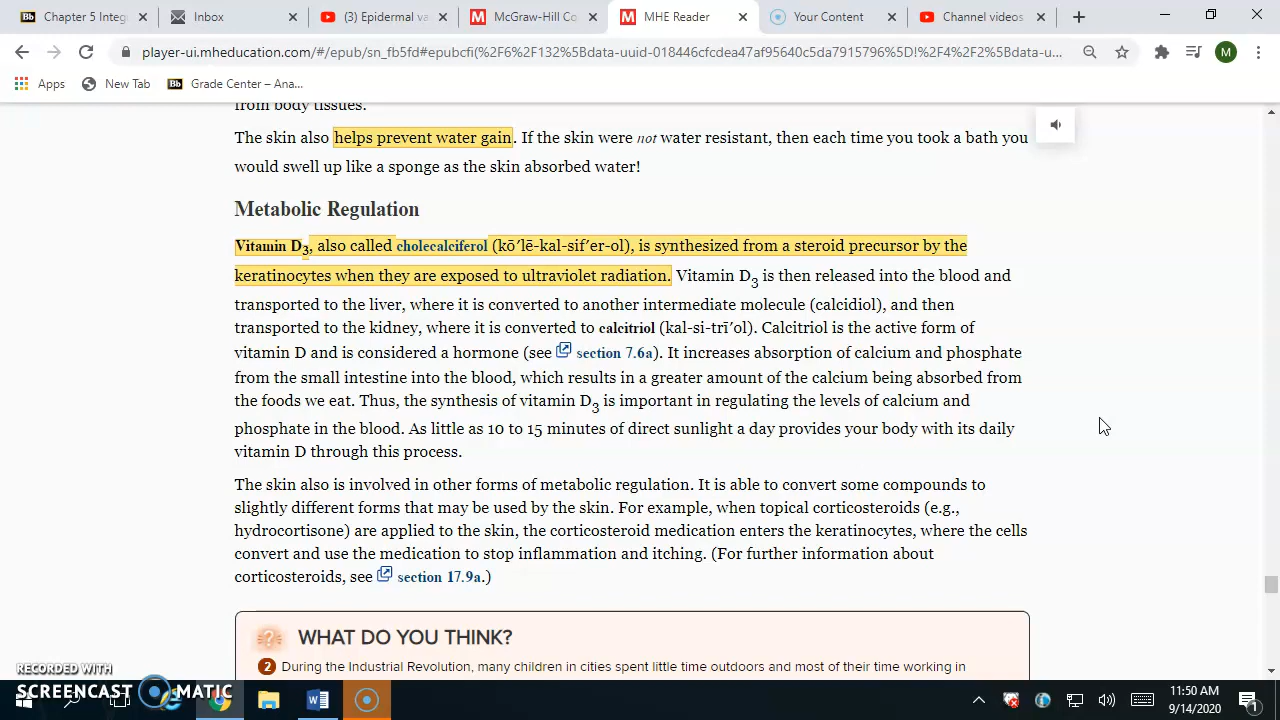 Chapter 5 Integ
Inbox
(3) Epidermal va
McGraw-Hill Co
MHE Reader
Your Content
Channel videos
player-ui.mheducation.com/#/epub/sn_fb5fd#epubcfi(%2F6%2F132%5Bdata-uuid-018446cfcdea47af95640c5da7915796%5D!%2F4%2F2%5Bdata-u...
M
Apps
New Tab
Grade Center – Ana...
from body tissues.
The skin also helps prevent water gain. If the skin were not water resistant, then each time you took a bath you
would swell up like a sponge as the skin absorbed water!
Metabolic Regulation
Vitamin D3, also called cholecalciferol (kō′lē-kal-sif′er-ol), is synthesized from a steroid precursor by the
keratinocytes when they are exposed to ultraviolet radiation. Vitamin D3 is then released into the blood and
transported to the liver, where it is converted to another intermediate molecule (calcidiol), and then
transported to the kidney, where it is converted to calcitriol (kal-si-trī′ol). Calcitriol is the active form of
vitamin D and is considered a hormone (see section 7.6a). It increases absorption of calcium and phosphate
from the small intestine into the blood, which results in a greater amount of the calcium being absorbed from
the foods we eat. Thus, the synthesis of vitamin D3 is important in regulating the levels of calcium and
phosphate in the blood. As little as 10 to 15 minutes of direct sunlight a day provides your body with its daily
vitamin D through this process.
The skin also is involved in other forms of metabolic regulation. It is able to convert some compounds to
slightly different forms that may be used by the skin. For example, when topical corticosteroids (e.g.,
hydrocortisone) are applied to the skin, the corticosteroid medication enters the keratinocytes, where the cells
convert and use the medication to stop inflammation and itching. (For further information about
corticosteroids, see section 17.9a.)
? WHAT DO YOU THINK?
2 During the Industrial Revolution, many children in cities spent little time outdoors and most of their time working in
RECORDED WITH
SCREENCAST MATIC
11:50 AM
9/14/2020
1